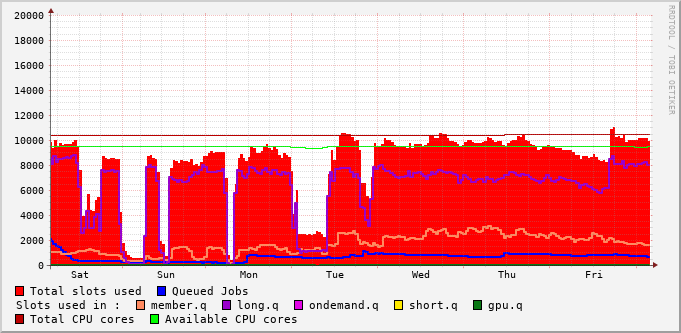 RRDTOOL / TOBI OETIKER
20000
18000
16000
14000
12000
10000
8000
6000
4000
2000
0
Sat Sun Mon Tue Wed Thu Fri
Total slots used Queued Jobs
Slots used in : member.q long.q ondemand.q short.q gpu.q
Total CPU cores Available CPU cores